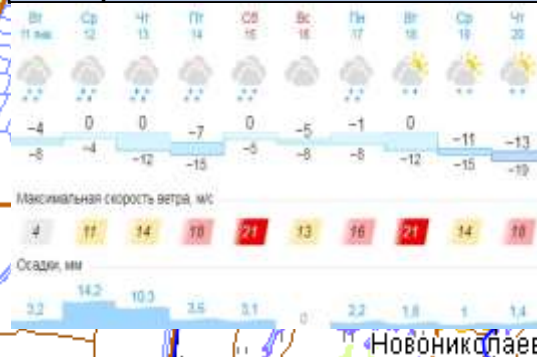 Вт Ср Чт Пт Сб Вс Пн Вт Ср Чт
11 янв 12 13 14 15 16 17 18 19 20
-4 0 0 -7 0 -5 -1 0 -11 -13
-8 -4 -12 -15 -5 -8 -8 -12 -15 -19
Максимальная скорость ветра, м/с
4 11 14 18 21 13 16 21 14 18
Осадки, мм
3,2 14,2 10,3 3,6 3,1 0 2,2 1,8 1 1,4
Новониколаев